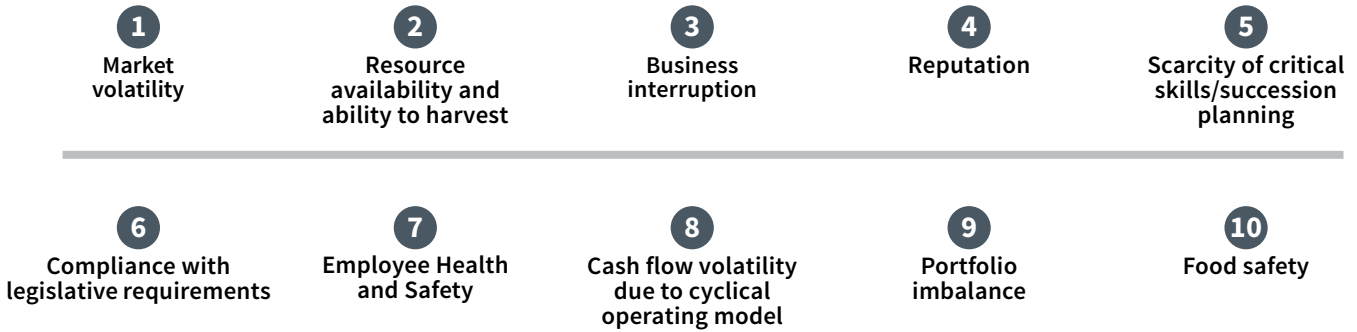 1
Market
volatility
2
Resource
availability and
ability to harvest
3
Business
interruption
4
Reputation
5
Scarcity of critical
skills/succession
planning
6
Compliance with
legislative requirements
7
Employee Health
and Safety
8
Cash flow volatility
due to cyclical
operating model
9
Portfolio
imbalance
10
Food safety